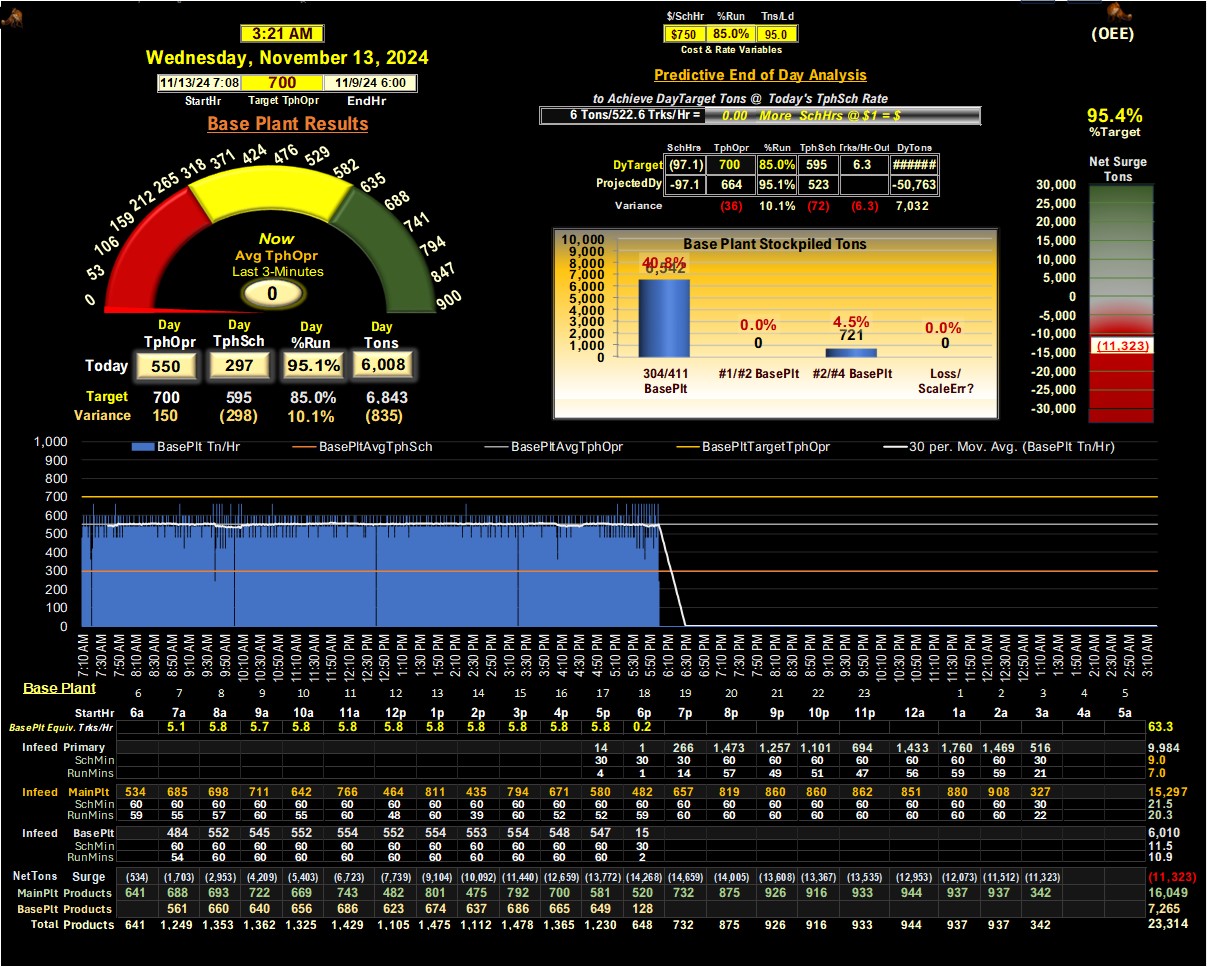 $/SchHr %Run Tns/Ld
3:21 AM
$750 85.0% 95.0
(OEE)
Cost & Rate Variables
Wednesday, November 13, 2024
Predictive End of Day Analysis
11/13/24 7:08 700 11/9/24 6:00
StartHr Target TphOpr EndHr
to Achieve DayTarget Tons @ Today's TphSch Rate
6 Tons/522.6 Trks/Hr = 0.00 More SchHrs @ $1 = $
95.4%
%Target
Base Plant Results
SchHrs TphOpr %Run TphSch Trks/Hr-Out DyTons
DyTarget (97.1) 700 85.0% 595 6.3 ######
ProjectedDy -97.1 664 95.1% 523 -50,763
Variance (36) 10.1% (72) (6.3) 7,032
Net Surge
Tons
30,000
25,000
20,000
15,000
10,000
5,000
0
-5,000
-10,000
(11,323)
-15,000
-20,000
-25,000
-30,000
0 53 106 159 212 265 318 371 424 476 529 582 635 688 741 794 847 900
Now
Avg TphOpr
Last 3-Minutes
0
Base Plant Stockpiled Tons
10,000
9,000
8,000
7,000
6,000
5,000
4,000
3,000
2,000
1,000
0
40.8% 0.0% 4.5% 0.0%
6,542 0 721 0
304/411 #1/#2 BasePlt #2/#4 BasePlt Loss/
BasePlt ScaleErr?
Day Day Day Day
TphOpr TphSch %Run Tons
Today 550 297 95.1% 6,008
Target 700 595 85.0% 6,843
Variance 150 (298) 10.1% (835)
BasePlt Tn/Hr BasePltAvgTphSch BasePltAvgTphOpr BasePltTargetTphOpr 30 per. Mov. Avg. (BasePlt Tn/Hr)
1,000
900
800
700
600
500
400
300
200
100
0
7:10 AM 7:30 AM 7:50 AM 8:10 AM 8:30 AM 8:50 AM 9:10 AM 9:30 AM 9:50 AM 10:10 AM 10:30 AM 10:50 AM 11:10 AM 11:30 AM 11:50 AM 12:10 PM 12:30 PM 12:50 PM 1:10 PM 1:30 PM 1:50 PM 2:10 PM 2:30 PM 2:50 PM 3:10 PM 3:30 PM 3:50 PM 4:10 PM 4:30 PM 4:50 PM 5:10 PM 5:30 PM 5:50 PM 6:10 PM 6:30 PM 6:50 PM 7:10 PM 7:30 PM 7:50 PM 8:10 PM 8:30 PM 8:50 PM 9:10 PM 9:30 PM 9:50 PM 10:10 PM 10:30 PM 10:50 PM 11:10 PM 11:30 PM 11:50 PM 12:10 AM 12:30 AM 12:50 AM 1:10 AM 1:30 AM 1:50 AM 2:10 AM 2:30 AM 2:50 AM 3:10 AM
Base Plant 6 7 8 9 10 11 12 13 14 15 16 17 18 19 20 21 22 23 1 2 3 4 5
StartHr 6a 7a 8a 9a 10a 11a 12p 1p 2p 3p 4p 5p 6p 7p 8p 9p 10p 11p 12a 1a 2a 3a 4a 5a
BasePlt Equiv. Trks/Hr 5.1 5.8 5.7 5.8 5.8 5.8 5.8 5.8 5.8 5.8 5.8 0.2 63.3
Infeed Primary 14 1 266 1,473 1,257 1,101 694 1,433 1,760 1,469 516 9,984
SchMin 30 30 30 60 60 60 60 60 60 60 30 9.0
RunMins 4 1 14 57 49 51 47 56 59 59 21 7.0
Infeed MainPlt 534 685 698 711 642 766 464 811 435 794 671 580 482 657 819 860 860 862 851 880 908 327 15,297
SchMin 60 60 60 60 60 60 60 60 60 60 60 60 60 60 60 60 60 60 60 60 60 30 21.5
RunMins 59 55 57 60 55 60 48 60 39 60 52 52 59 60 60 60 60 60 60 60 60 22 20.3
Infeed BasePlt 484 552 545 552 554 552 554 553 554 548 547 15 6,010
SchMin 60 60 60 60 60 60 60 60 60 60 60 30 11.5
RunMins 54 60 60 60 60 60 60 60 60 60 60 2 10.9
NetTons Surge (534) (1,703) (2,953) (4,209) (5,403) (6,723) (7,739) (9,104) (10,092) (11,440) (12,659) (13,772) (14,268) (14,659) (14,005) (13,608) (13,367) (13,535) (12,953) (12,073) (11,512) (11,323) (11,323)
MainPlt Products 641 688 693 722 669 743 482 801 475 792 700 581 520 732 875 926 916 933 944 937 937 342 16,049
BasePlt Products 561 660 640 656 686 623 674 637 686 665 649 128 7,265
Total Products 641 1,249 1,353 1,362 1,325 1,429 1,105 1,475 1,112 1,478 1,365 1,230 648 732 875 926 916 933 944 937 937 342 23,314